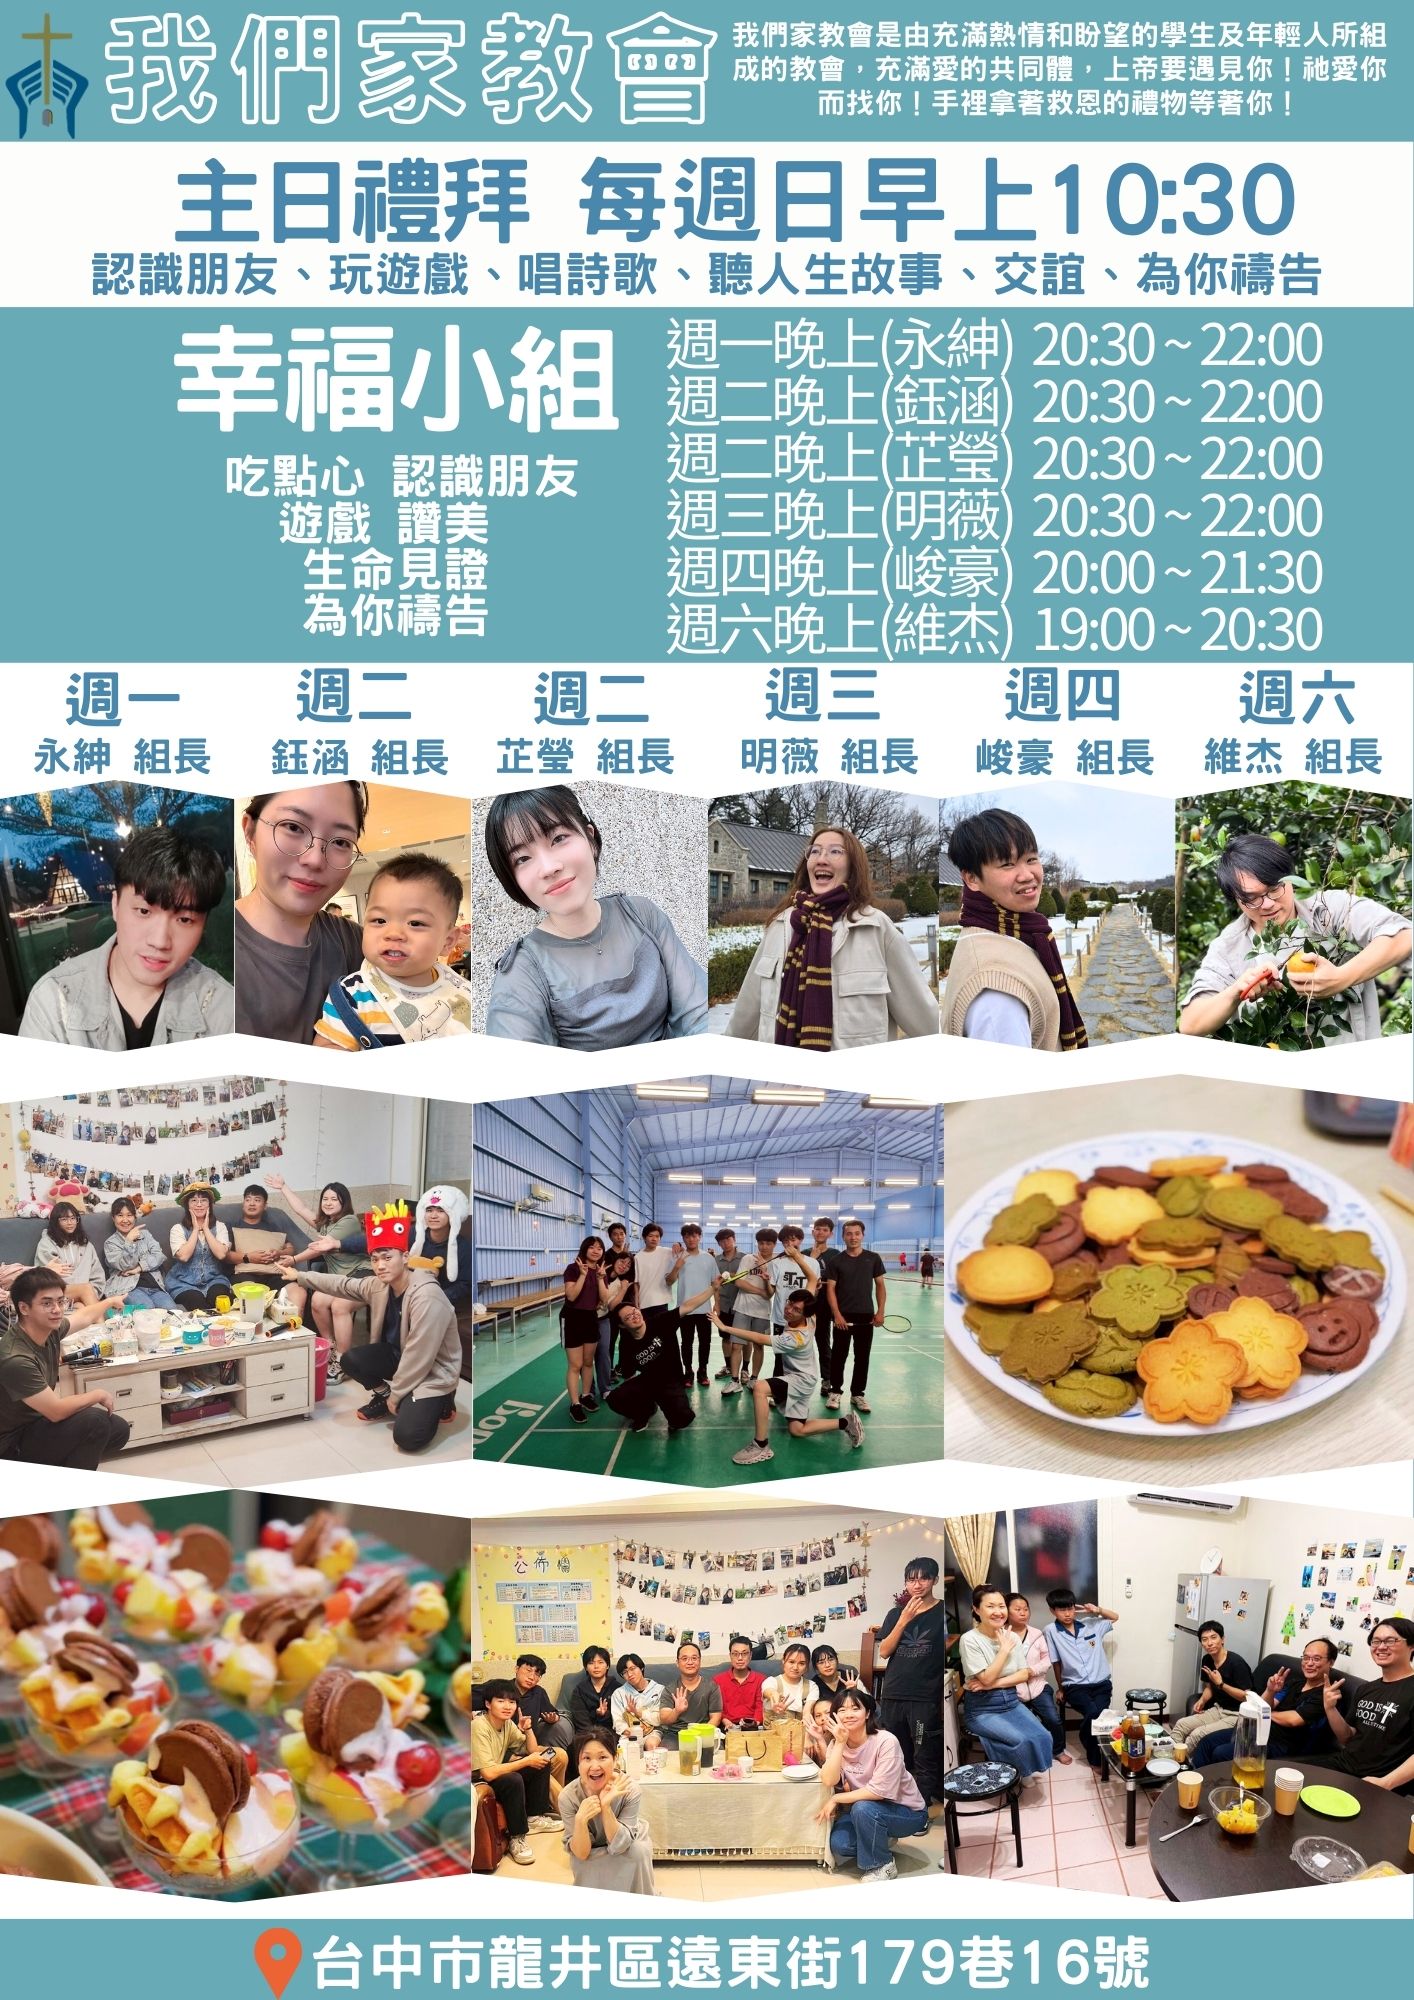 我們家教會
我們家教會是由充滿熱情和盼望的學生及年輕人所組
成的教會，充滿愛的共同體，上帝要遇見你！祂愛你
而找你！手裡拿著救恩的禮物等著你！
主日禮拜 每週日早上10:30
認識朋友、玩遊戲、唱詩歌、聽人生故事、交誼、為你禱告
幸福小組
吃點心 認識朋友
遊戲 讚美
生命見證
為你禱告
週一晚上(永紳) 20:30 ~ 22:00
週二晚上(鈺涵) 20:30 ~ 22:00
週二晚上(芷瑩) 20:30 ~ 22:00
週三晚上(明薇) 20:30 ~ 22:00
週四晚上(峻豪) 20:00 ~ 21:30
週六晚上(維杰) 19:00 ~ 20:30
週一
永紳 組長
週二
鈺涵 組長
週二
芷瑩 組長
週三
明薇 組長
週四
峻豪 組長
週六
維杰 組長
GOD IS
GOOD
公佈欄
GOD IS
GOOD
ALL TIME
台中市龍井區遠東街179巷16號